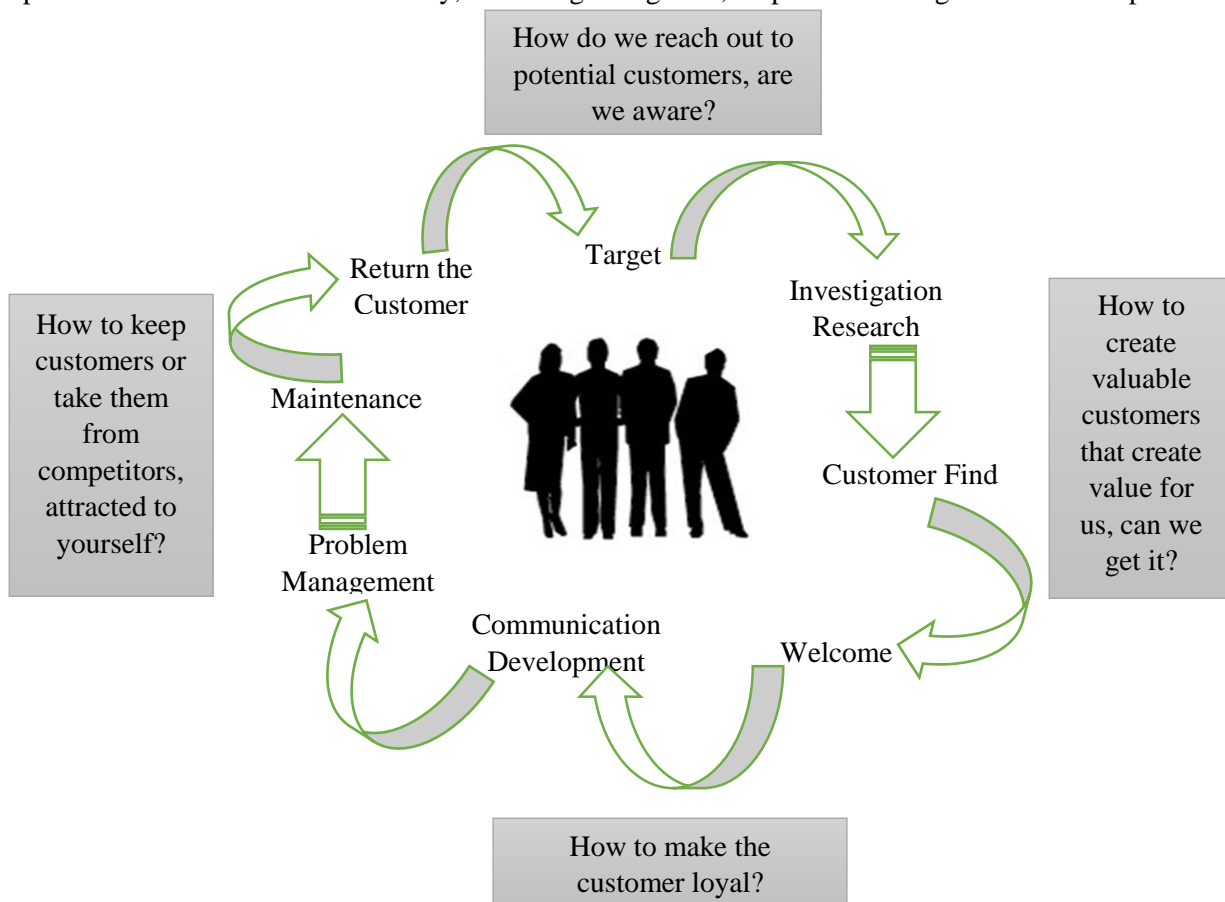 How do we reach out to
potential customers, are
we aware?
Target
Return the
Customer
Investigation
Research
How to keep
customers or
take them
from
competitors,
attracted to
yourself?
How to
create
valuable
customers
that create
value for
us, can we
get it?
Maintenance
Customer Find
Problem
Management
Communication
Development
Welcome
How to make the
customer loyal?